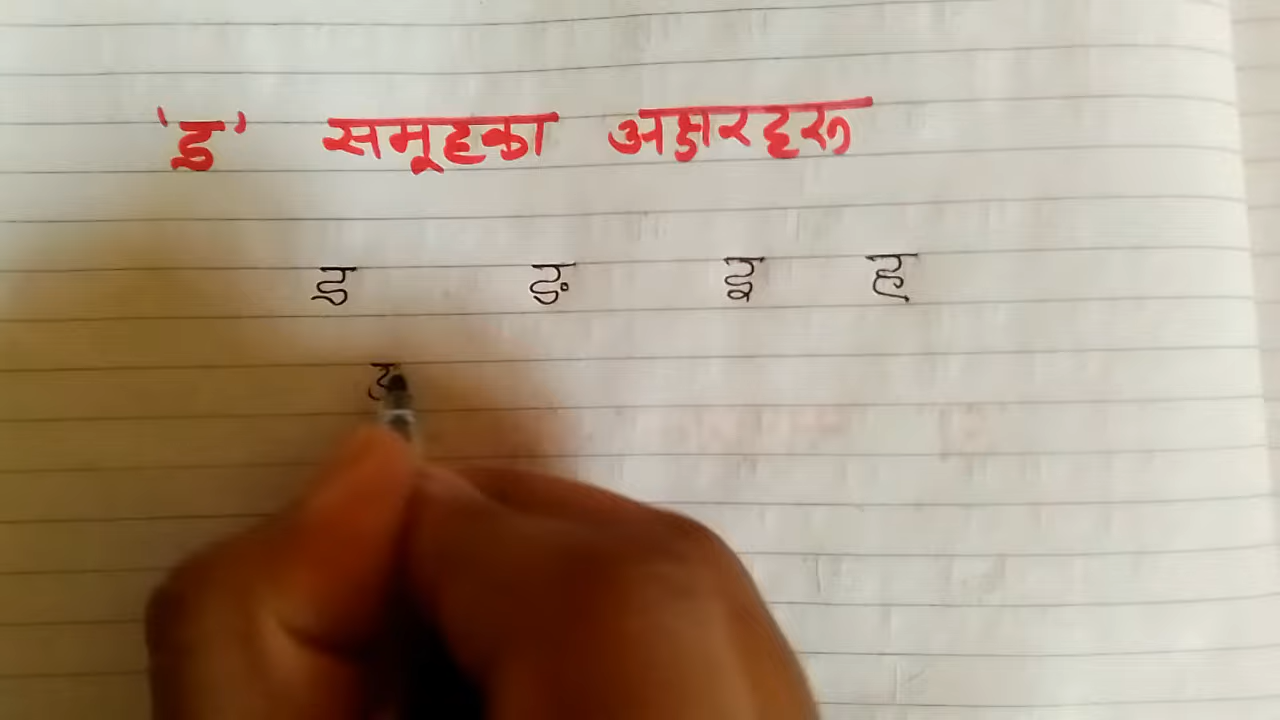 'इ' समूहका अक्षरहरू
ड ङ इ ह